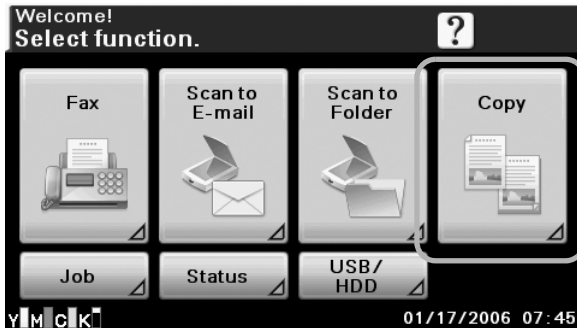 Welcome!
Select function.
?
Fax
Scan to
E-mail
Scan to
Folder
Copy
Job
Status
USB/
HDD
Y M C K
01/17/2006 07:45